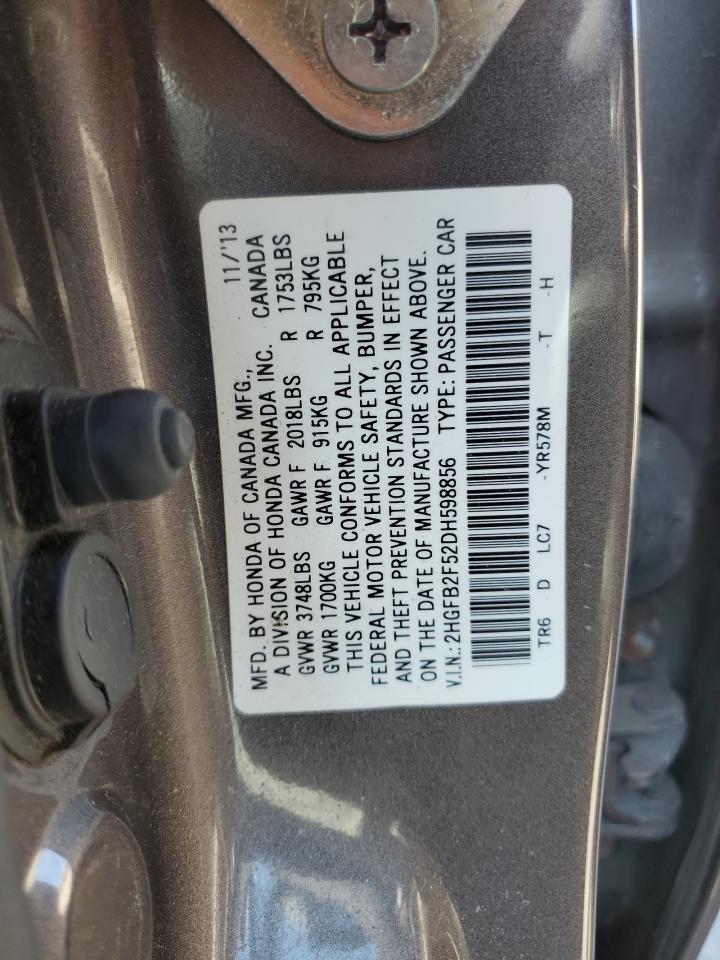 11/'13
MFD. BY HONDA OF CANADA MFG.,
A DIVISION OF HONDA CANADA INC. CANADA
GVWR 3748LBS GAWR F 2018LBS R 1753LBS
GVWR 1700KG GAWR F 915KG R 795KG
THIS VEHICLE CONFORMS TO ALL APPLICABLE
FEDERAL MOTOR VEHICLE SAFETY, BUMPER,
AND THEFT PREVENTION STANDARDS IN EFFECT
ON THE DATE OF MANUFACTURE SHOWN ABOVE.
V.I.N.: 2HGFB2F52DH598856 TYPE: PASSENGER CAR
TR6 D LC7 -YR578M -T -H